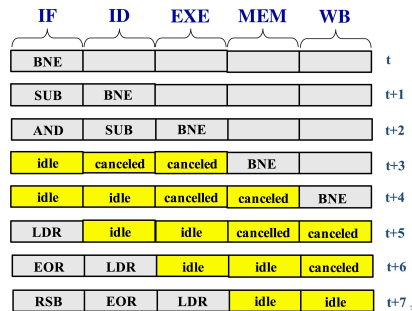 IF ID EXE MEM WB
BNE t
SUB BNE t+1
AND SUB BNE t+2
idle canceled canceled BNE t+3
idle idle cancelled canceled BNE t+4
LDR idle idle cancelled canceled t+5
EOR LDR idle idle canceled t+6
RSB EOR LDR idle idle t+7,